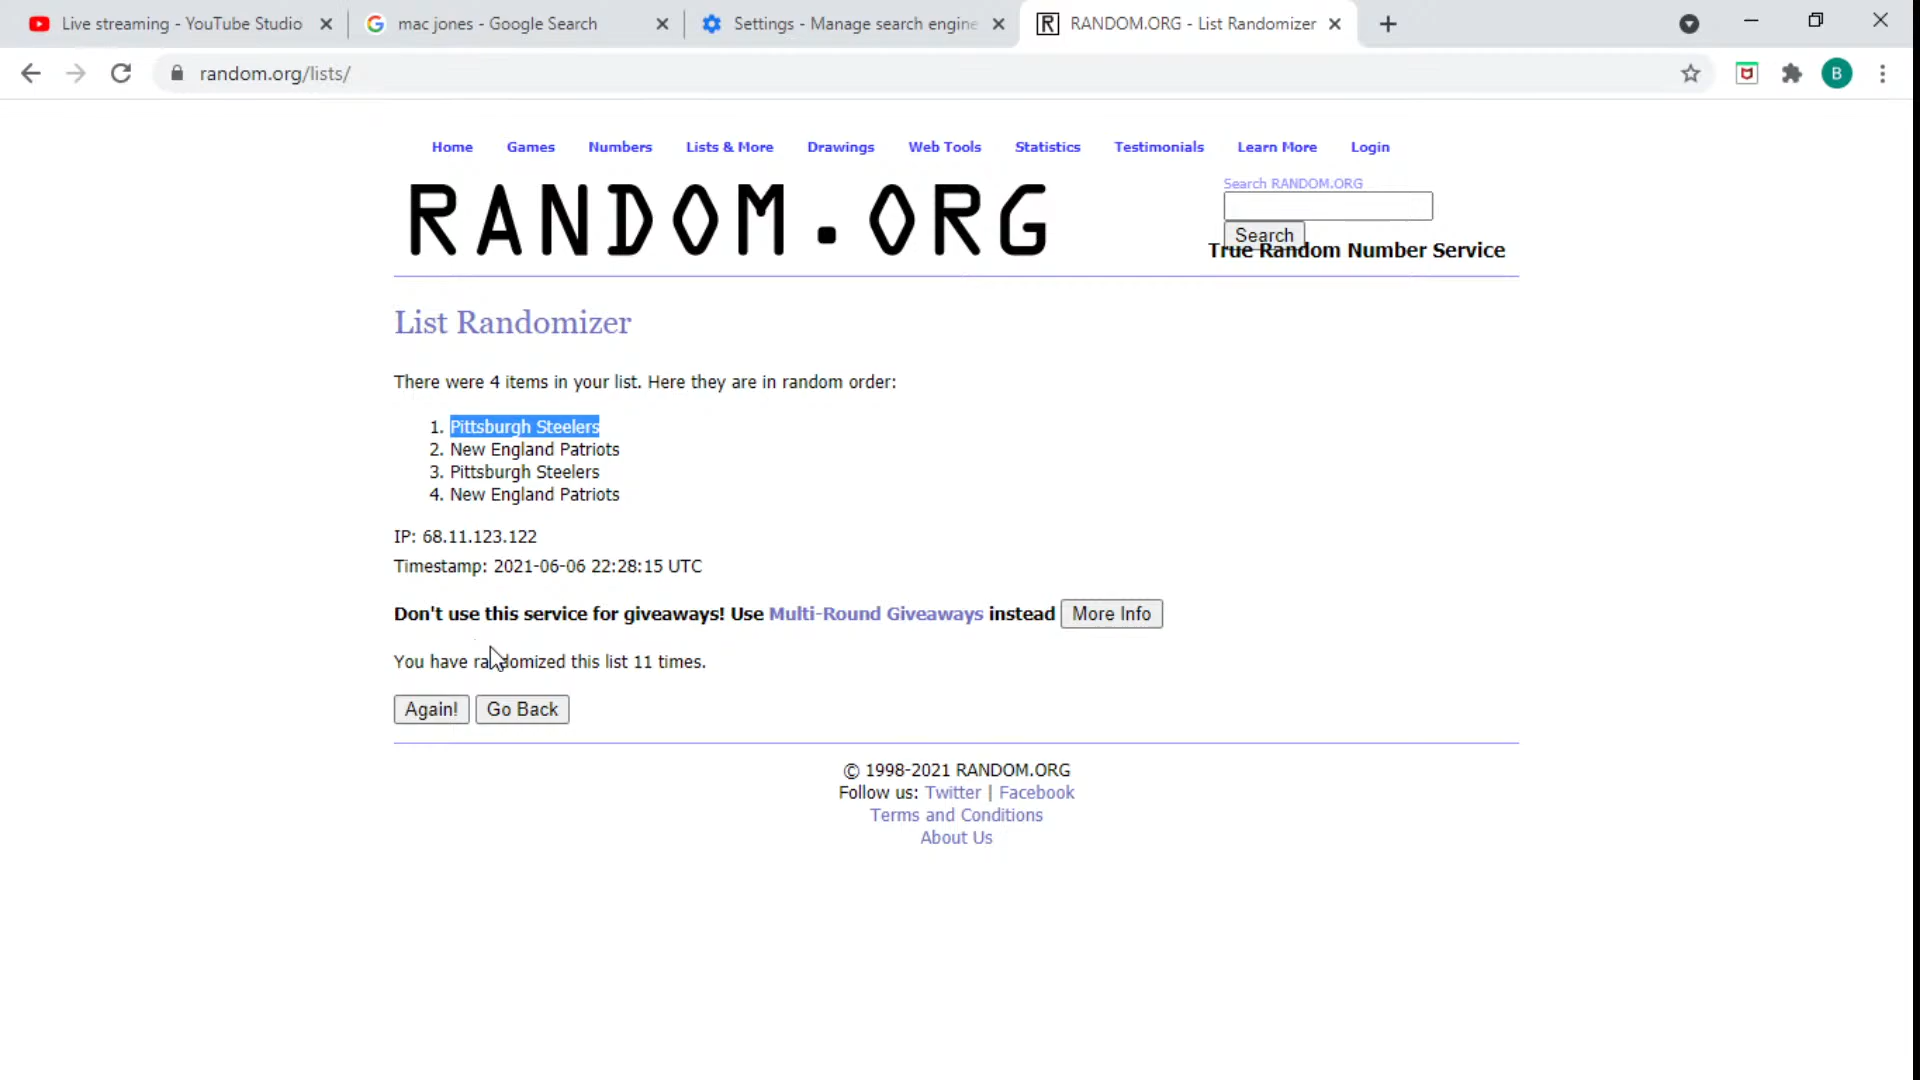 Live streaming - YouTube Studio
mac jones - Google Search
Settings - Manage search engine
R RANDOM.ORG - List Randomizer
random.org/lists/
B
Home Games Numbers Lists & More Drawings Web Tools Statistics Testimonials Learn More Login
RANDOM.ORG
Search RANDOM.ORG
Search
True Random Number Service
List Randomizer
There were 4 items in your list. Here they are in random order:
1. Pittsburgh Steelers
2. New England Patriots
3. Pittsburgh Steelers
4. New England Patriots
IP: 68.11.123.122
Timestamp: 2021-06-06 22:28:15 UTC
Don't use this service for giveaways! Use Multi-Round Giveaways instead More Info
You have randomized this list 11 times.
Again! Go Back
© 1998-2021 RANDOM.ORG
Follow us: Twitter | Facebook
Terms and Conditions
About Us